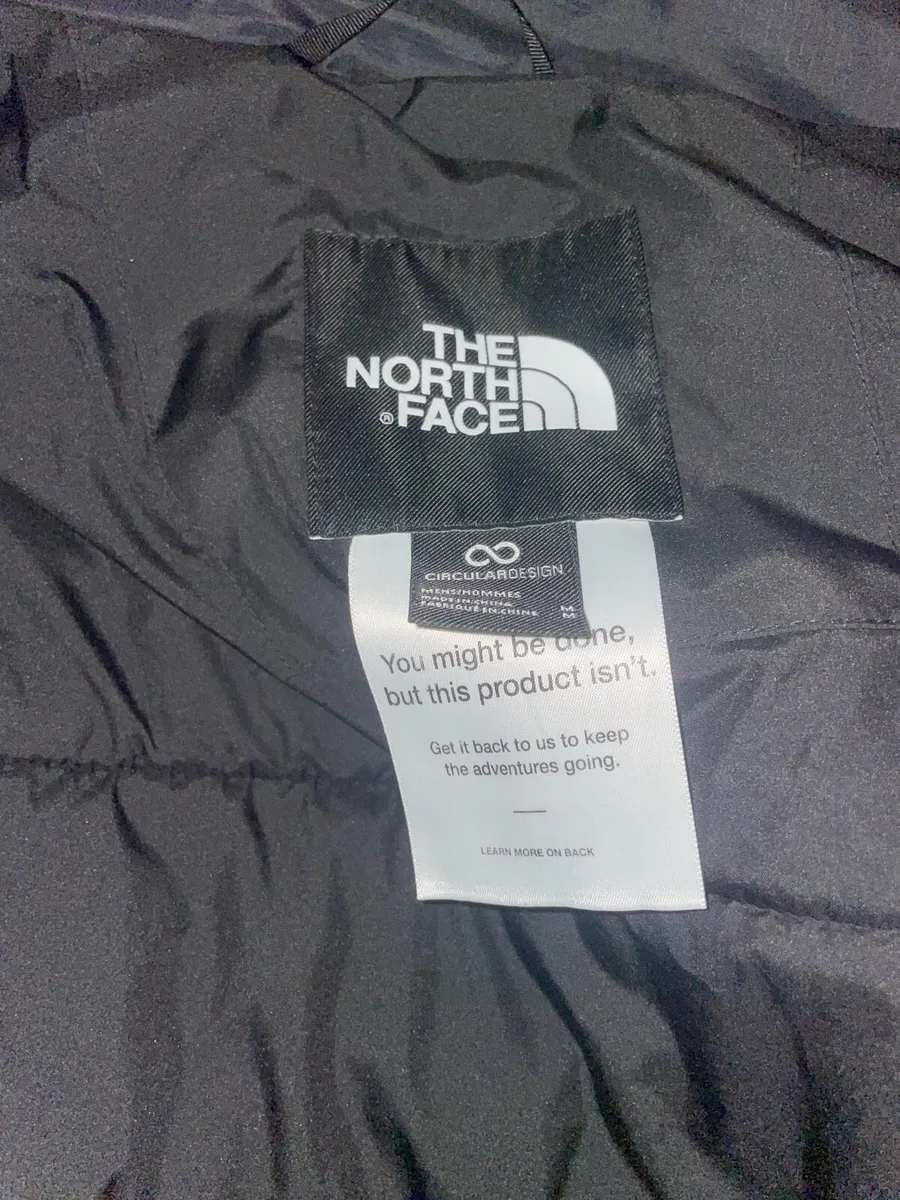 THE
NORTH
®FACE
CIRCULARDESIGN
MENS/HOMMES
MADE IN CHINA
FABRIQUÉ EN CHINE
M
M
You might be done,
but this product isn't.
Get it back to us to keep
the adventures going.
LEARN MORE ON BACK